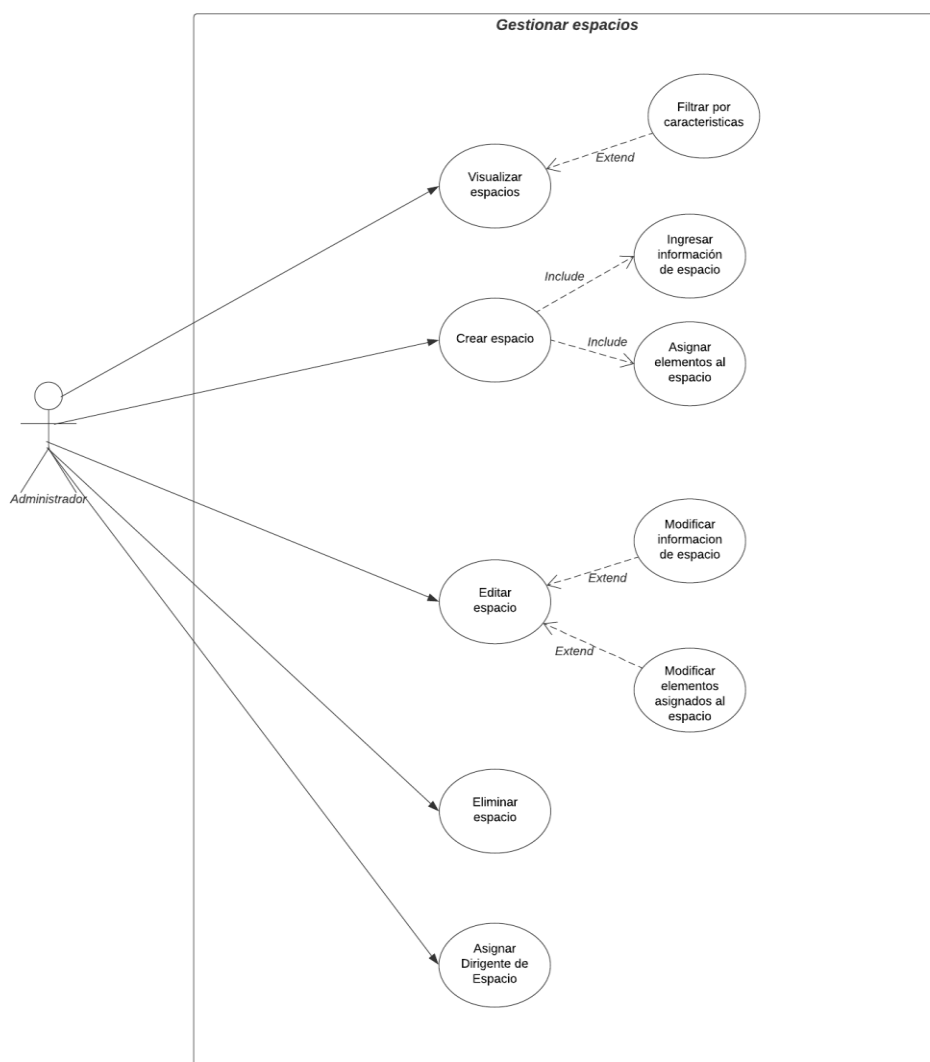 Gestionar espacios
Filtrar por
caracteristicas
Extend
Visualizar
espacios
Ingresar
información
de espacio
Include
Crear espacio
Include
Asignar
elementos al
espacio
Administrador
Modificar
informacion
de espacio
Extend
Editar
espacio
Extend
Modificar
elementos
asignados al
espacio
Eliminar
espacio
Asignar
Dirigente de
Espacio